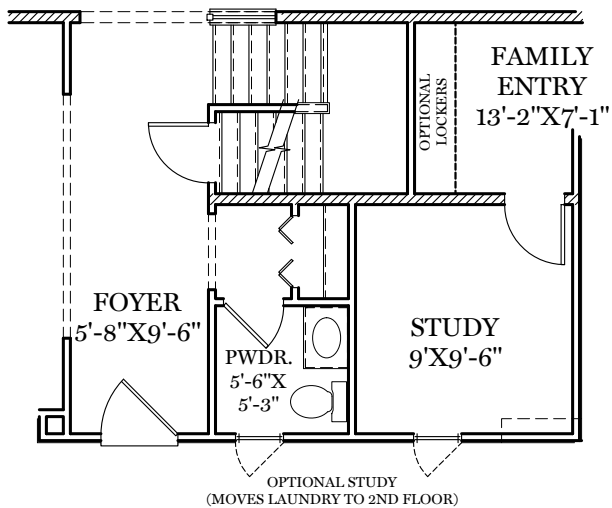 FAMILY
ENTRY
13'-2"X7'-1"
OPTIONAL
LOCKERS
FOYER
5'-8"X9'-6"
STUDY
9'X9'-6"
PWDR.
5'-6"X
5'-3"
OPTIONAL STUDY
(MOVES LAUNDRY TO 2ND FLOOR)